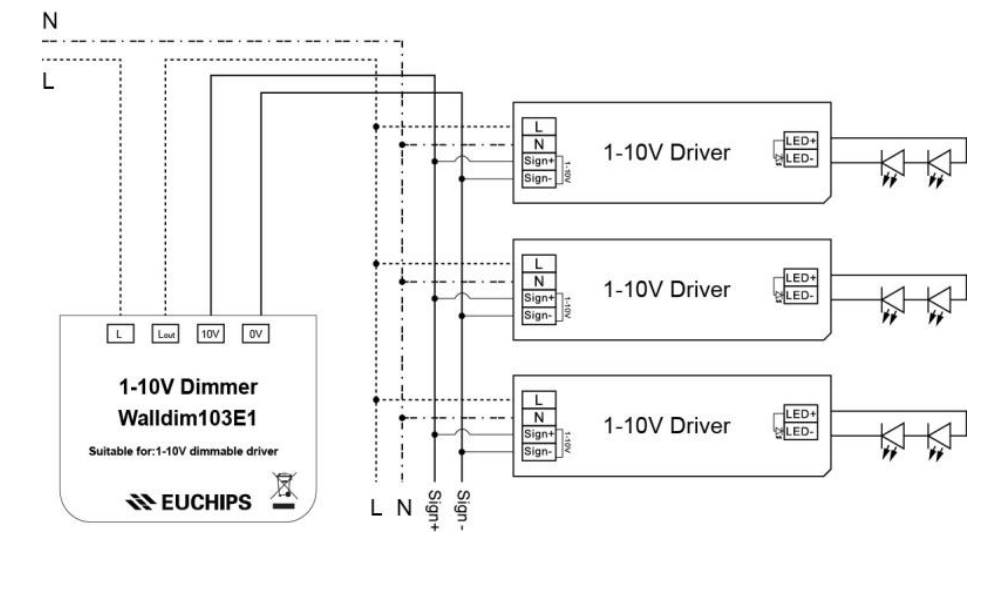 N
L
L
N
Sign+
Sign-
1-10V
1-10V Driver
LED+
LED-
L
N
Sign+
Sign-
1-10V
1-10V Driver
LED+
LED-
L
Lout
10V
0V
1-10V Dimmer
Walldim103E1
Suitable for:1-10V dimmable driver
EUCHIPS
L
N
Sign+
Sign-
1-10V
1-10V Driver
LED+
LED-
L
N
Sign+
Sign-